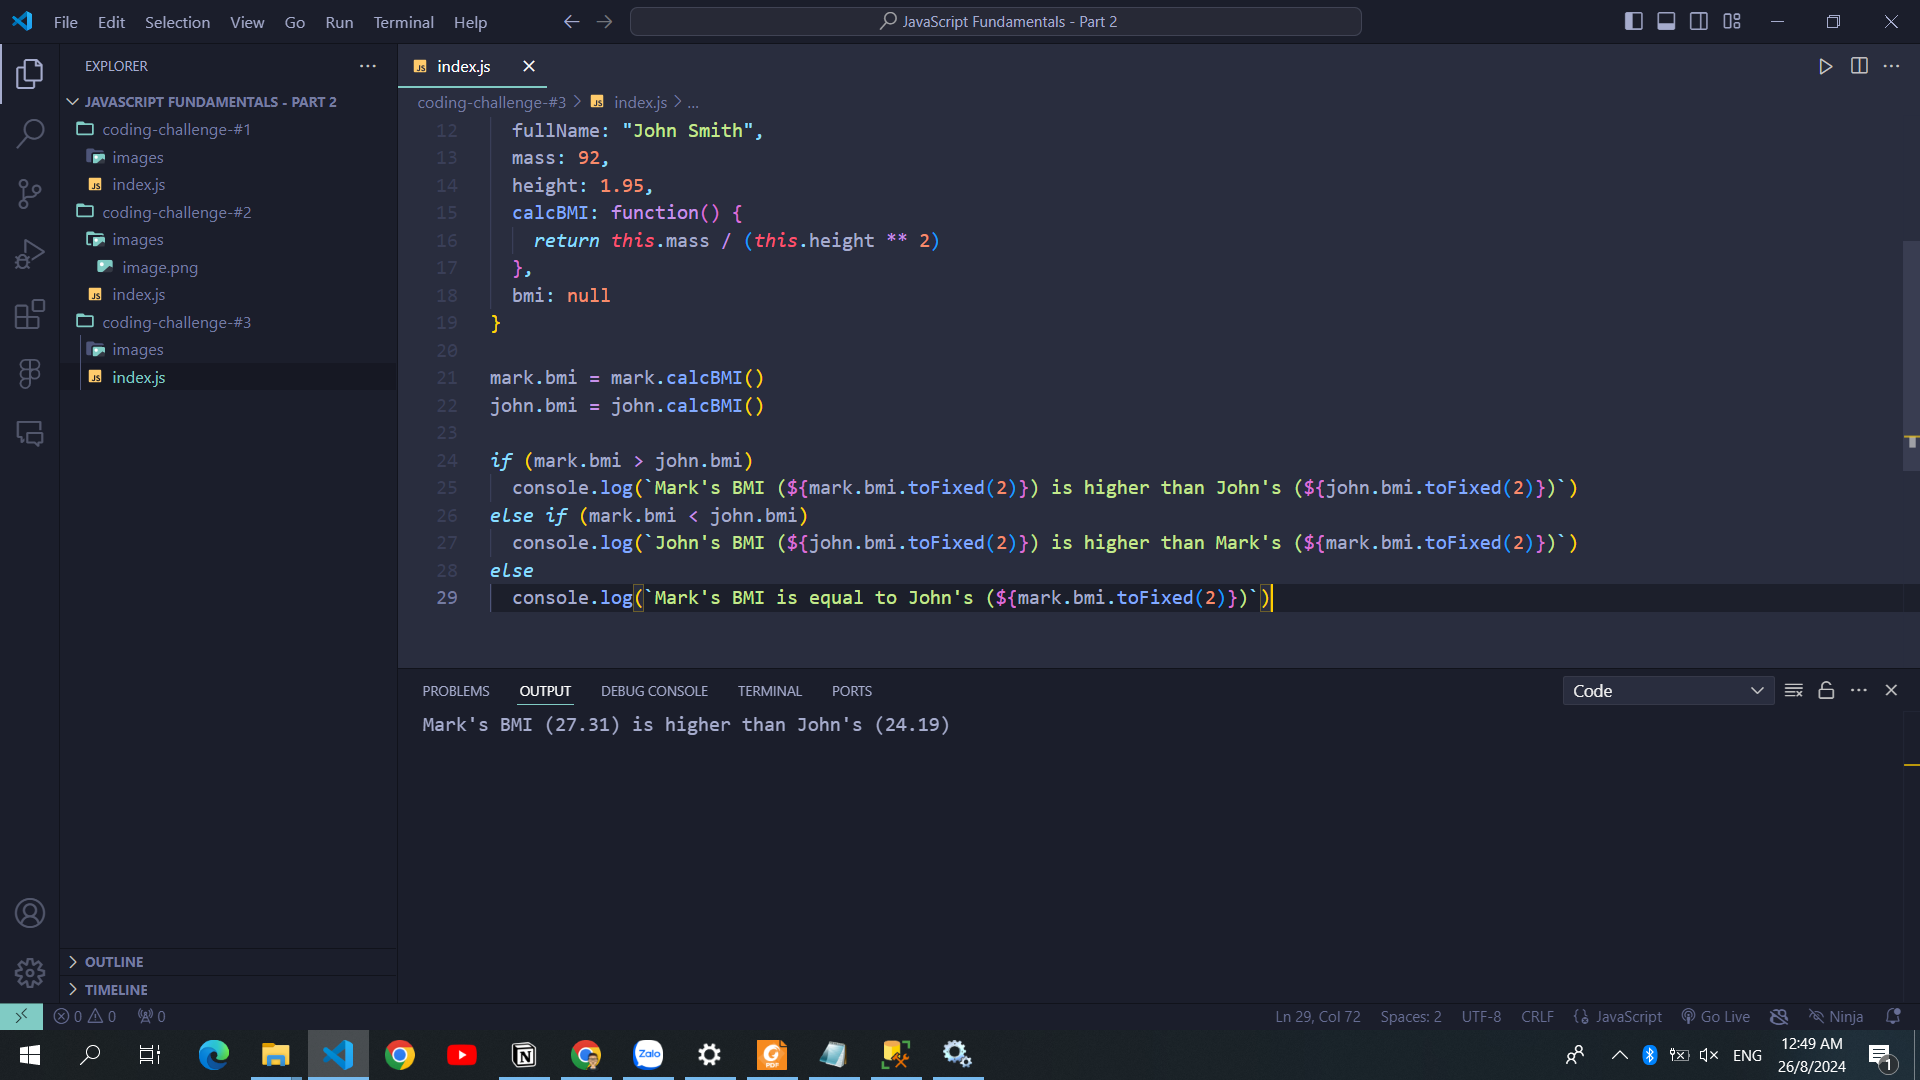 File Edit Selection View Go Run Terminal Help
JavaScript Fundamentals - Part 2
EXPLORER
JAVASCRIPT FUNDAMENTALS - PART 2
coding-challenge-#1
images
index.js
coding-challenge-#2
images
image.png
index.js
coding-challenge-#3
images
index.js
OUTLINE
TIMELINE
index.js
coding-challenge-#3 > index.js > ...
12 fullName: "John Smith",
13 mass: 92,
14 height: 1.95,
15 calcBMI: function() {
16 return this.mass / (this.height ** 2)
17 },
18 bmi: null
19 }
20
21 mark.bmi = mark.calcBMI()
22 john.bmi = john.calcBMI()
23
24 if (mark.bmi > john.bmi)
25 console.log(`Mark's BMI (${mark.bmi.toFixed(2)}) is higher than John's (${john.bmi.toFixed(2)})`)
26 else if (mark.bmi < john.bmi)
27 console.log(`John's BMI (${john.bmi.toFixed(2)}) is higher than Mark's (${mark.bmi.toFixed(2)})`)
28 else
29 console.log(`Mark's BMI is equal to John's (${mark.bmi.toFixed(2)})`)
PROBLEMS OUTPUT DEBUG CONSOLE TERMINAL PORTS
Code
Mark's BMI (27.31) is higher than John's (24.19)
0 0 0
Ln 29, Col 72 Spaces: 2 UTF-8 CRLF JavaScript Go Live Ninja
Zalo
PDF
ENG
12:49 AM
26/8/2024
1